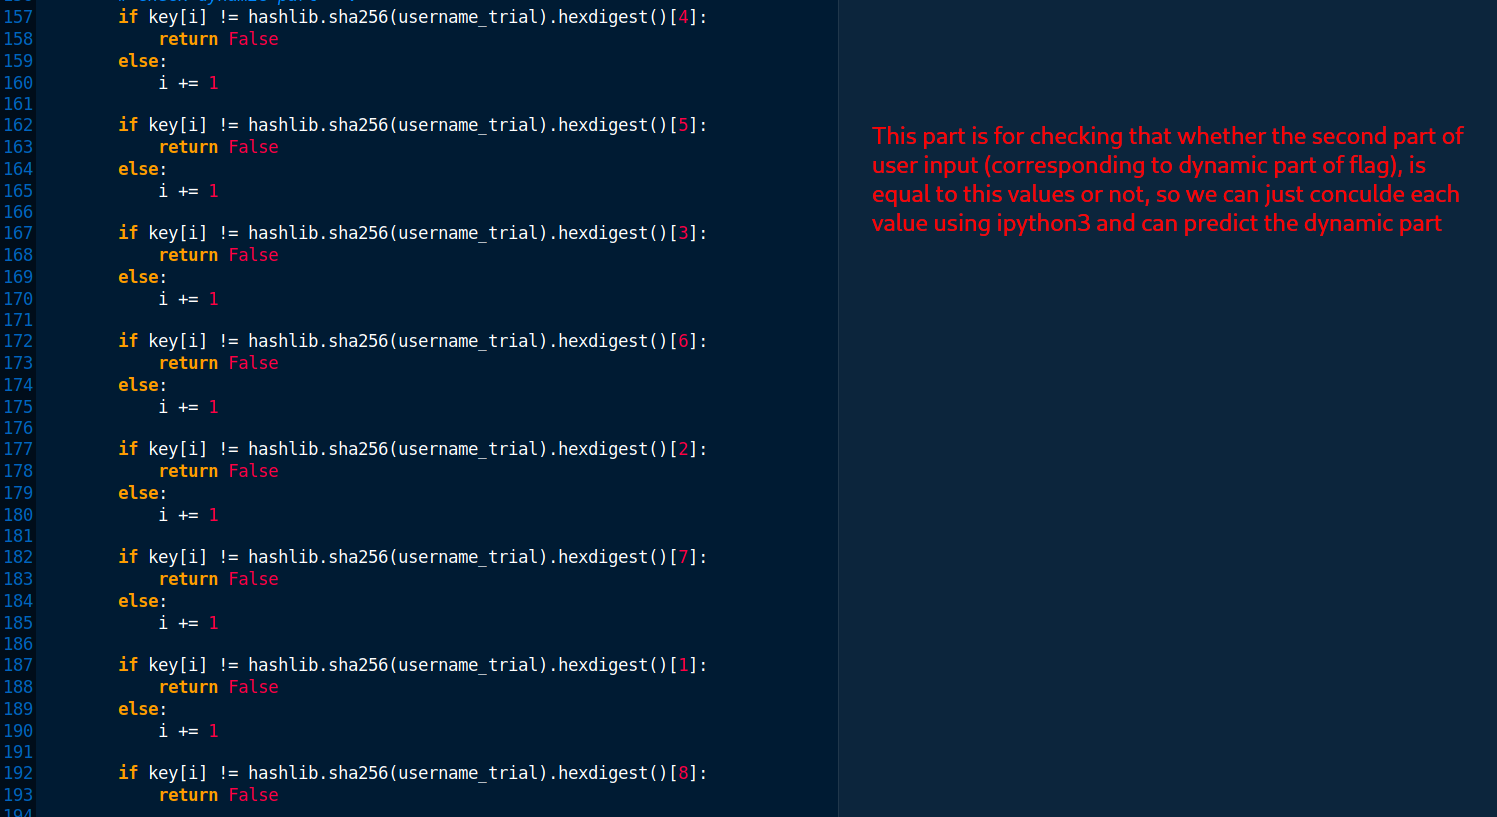 157 if key[i] != hashlib.sha256(username_trial).hexdigest()[4]:
158 return False
159 else:
160 i += 1
161
162 if key[i] != hashlib.sha256(username_trial).hexdigest()[5]:
163 return False
164 else:
165 i += 1
166
167 if key[i] != hashlib.sha256(username_trial).hexdigest()[3]:
168 return False
169 else:
170 i += 1
171
172 if key[i] != hashlib.sha256(username_trial).hexdigest()[6]:
173 return False
174 else:
175 i += 1
176
177 if key[i] != hashlib.sha256(username_trial).hexdigest()[2]:
178 return False
179 else:
180 i += 1
181
182 if key[i] != hashlib.sha256(username_trial).hexdigest()[7]:
183 return False
184 else:
185 i += 1
186
187 if key[i] != hashlib.sha256(username_trial).hexdigest()[1]:
188 return False
189 else:
190 i += 1
191
192 if key[i] != hashlib.sha256(username_trial).hexdigest()[8]:
193 return False
194
This part is for checking that whether the second part of
user input (corresponding to dynamic part of flag), is
equal to this values or not, so we can just conculde each
value using ipython3 and can predict the dynamic part